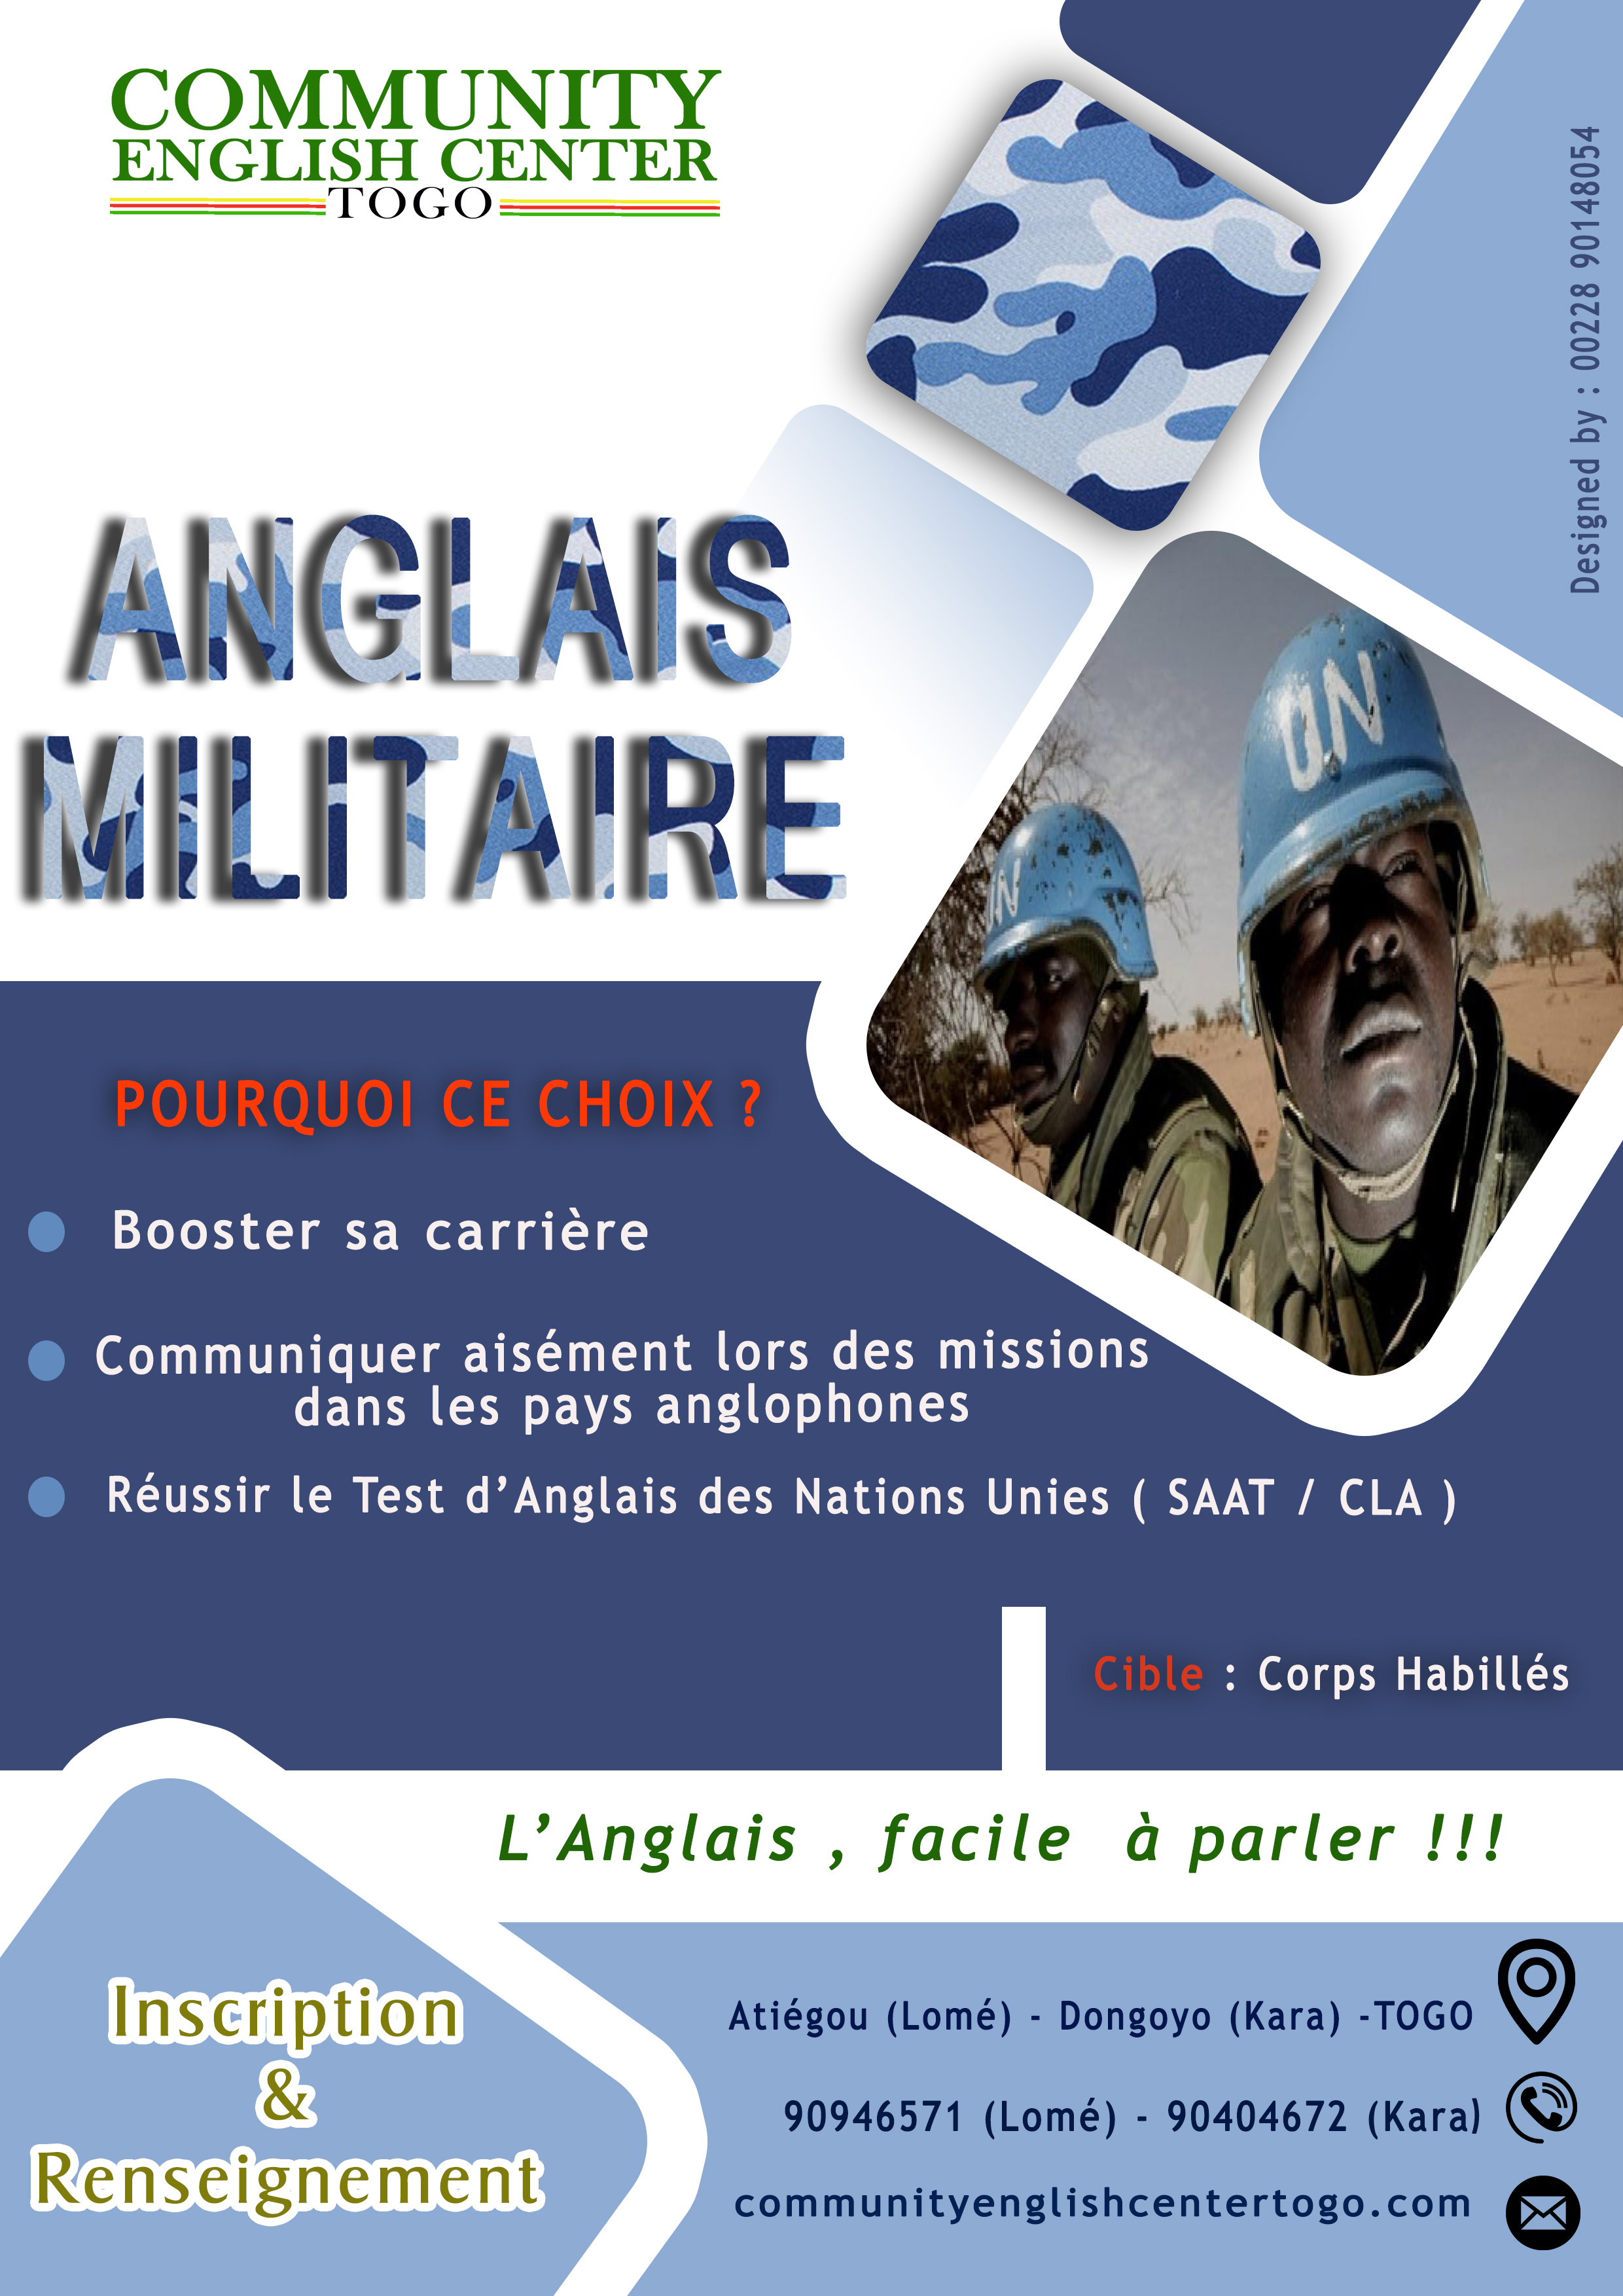 COMMUNITY
ENGLISH CENTER
TOGO
Designed by : 00228 90148054
ANGLAIS
MILITAIRE
UN
N
POURQUOI CE CHOIX ?
Booster sa carrière
Communiquer aisément lors des missions
dans les pays anglophones
Réussir le Test d’Anglais des Nations Unies ( SAAT / CLA )
Cible : Corps Habillés
L’Anglais , facile à parler !!!
Inscription
&
Renseignement
Atiégou (Lomé) - Dongoyo (Kara) -TOGO
90946571 (Lomé) - 90404672 (Kara)
communityenglishcentertogo.com